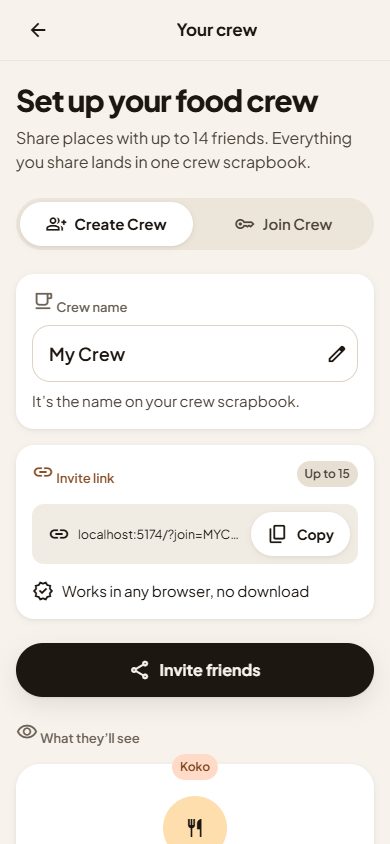 Your crew
Set up your food crew
Share places with up to 14 friends. Everything
you share lands in one crew scrapbook.
Create Crew
Join Crew
Crew name
My Crew
It's the name on your crew scrapbook.
Invite link
Up to 15
localhost:5174/?join=MYC...
Copy
Works in any browser, no download
Invite friends
What they'll see
Koko